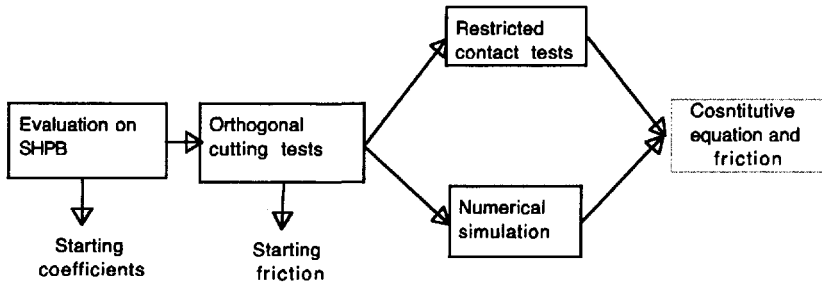 Evaluation on
SHPB
Starting
coefficients
Orthogonal
cutting tests
Starting
friction
Restricted
contact tests
Numerical
simulation
Cosntitutive
equation and
friction